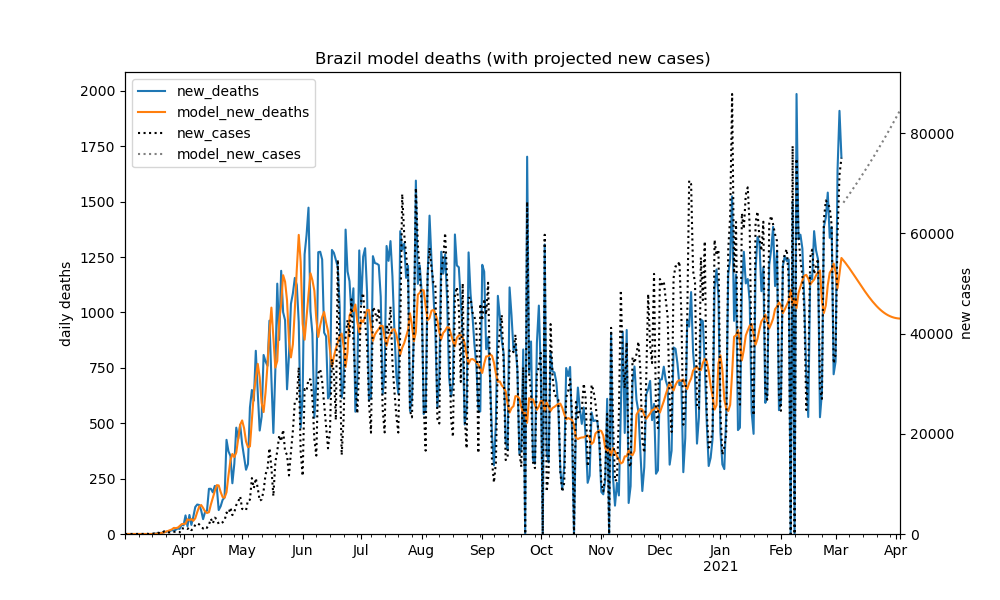 Brazil model deaths (with projected new cases)
new_deaths
model_new_deaths
new_cases
model_new_cases
daily deaths
2000
1750
1500
1250
1000
750
500
250
0
new cases
80000
60000
40000
20000
0
Apr May Jun Jul Aug Sep Oct Nov Dec Jan Feb Mar Apr
2021